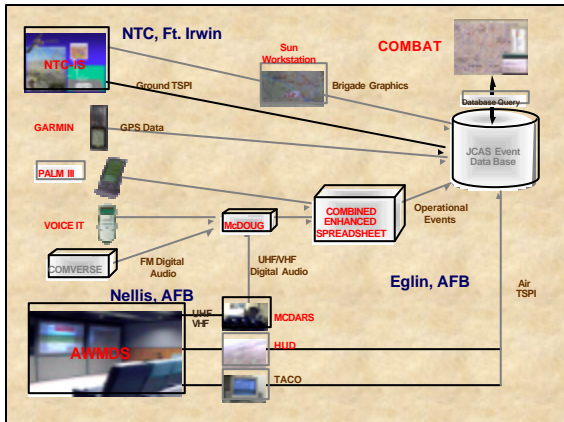 NTC, Ft. Irwin
COMBAT
Sun
Workstation
NTC-IS
Ground TSPI
Brigade Graphics
Database Query
GARMIN
GPS Data
JCAS Event
Data Base
PALM III
COMBINED
ENHANCED
SPREADSHEET
Operational
Events
VOICE IT
McDOUG
COMVERSE
FM Digital
Audio
UHF/VHF
Digital Audio
Eglin, AFB
Air
TSPI
Nellis, AFB
UHF
VHF
MCDARS
AWMDS
HUD
TACO